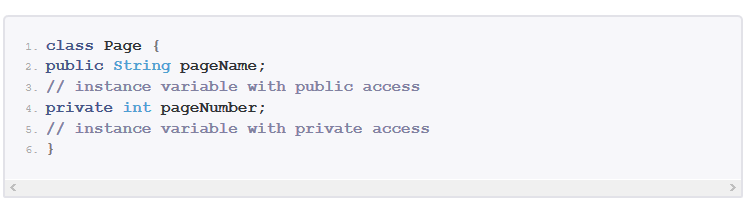 1. class Page {
2. public String pageName;
3. // instance variable with public access
4. private int pageNumber;
5. // instance variable with private access
6. }